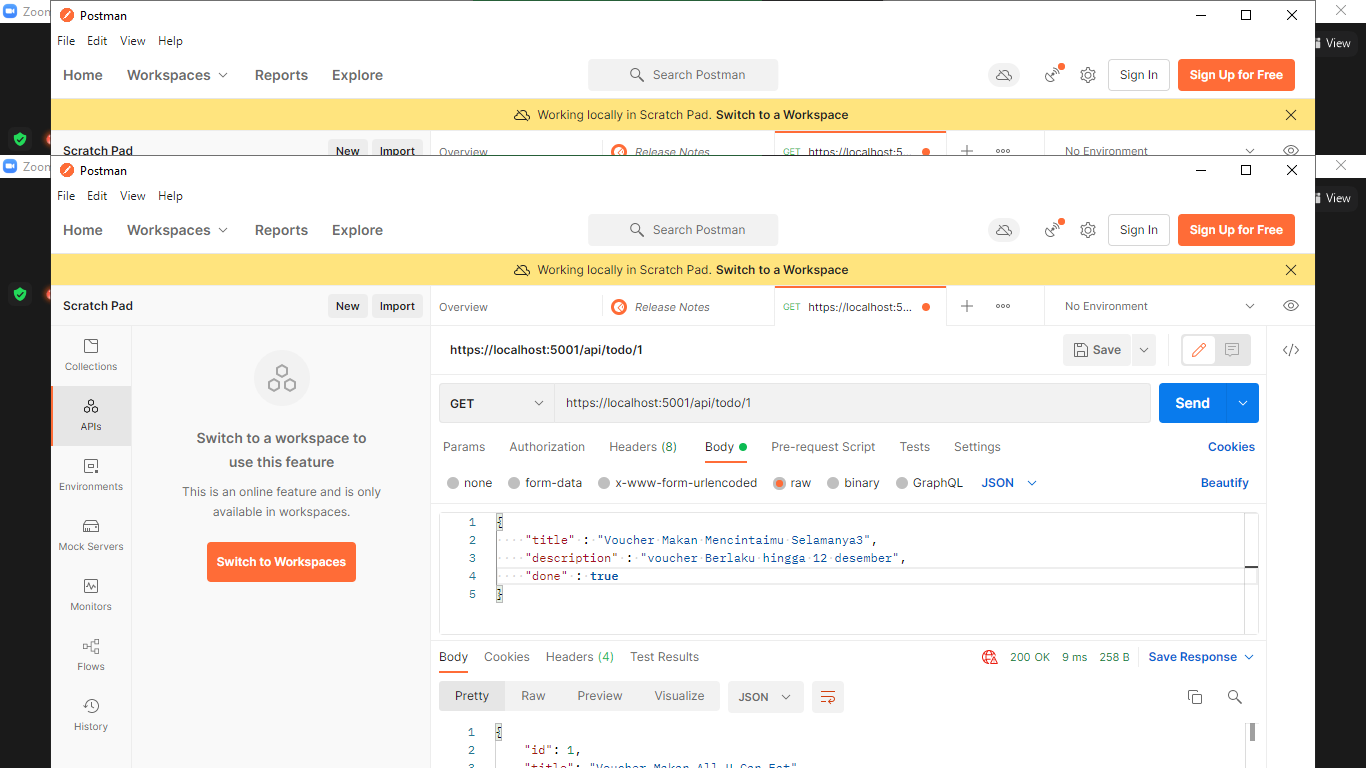 Zoom
Postman
File Edit View Help
View
Home Workspaces Reports Explore
Search Postman
Sign In
Sign Up for Free
Working locally in Scratch Pad. Switch to a Workspace
Scratch Pad
New
Import
Overview
Release Notes
GET https://localhost:5...
No Environment
Zoom
Postman
File Edit View Help
View
Home Workspaces Reports Explore
Search Postman
Sign In
Sign Up for Free
Working locally in Scratch Pad. Switch to a Workspace
Scratch Pad
New
Import
Overview
Release Notes
GET https://localhost:5...
No Environment
Collections
APIs
Environments
Mock Servers
Monitors
Flows
History
Switch to a workspace to
use this feature
This is an online feature and is only
available in workspaces.
Switch to Workspaces
https://localhost:5001/api/todo/1
Save
GET
https://localhost:5001/api/todo/1
Send
Params Authorization Headers (8) Body Pre-request Script Tests Settings Cookies
none form-data x-www-form-urlencoded raw binary GraphQL JSON Beautify
1 {
2 "title" : "Voucher Makan Mencintaimu Selamanya3",
3 "description" : "voucher Berlaku hingga 12 desember",
4 "done" : true
5 }
Body Cookies Headers (4) Test Results 200 OK 9 ms 258 B Save Response
Pretty Raw Preview Visualize JSON
1 {
2 "id": 1,
3 "title": "Voucher Makan All U Can Eat"